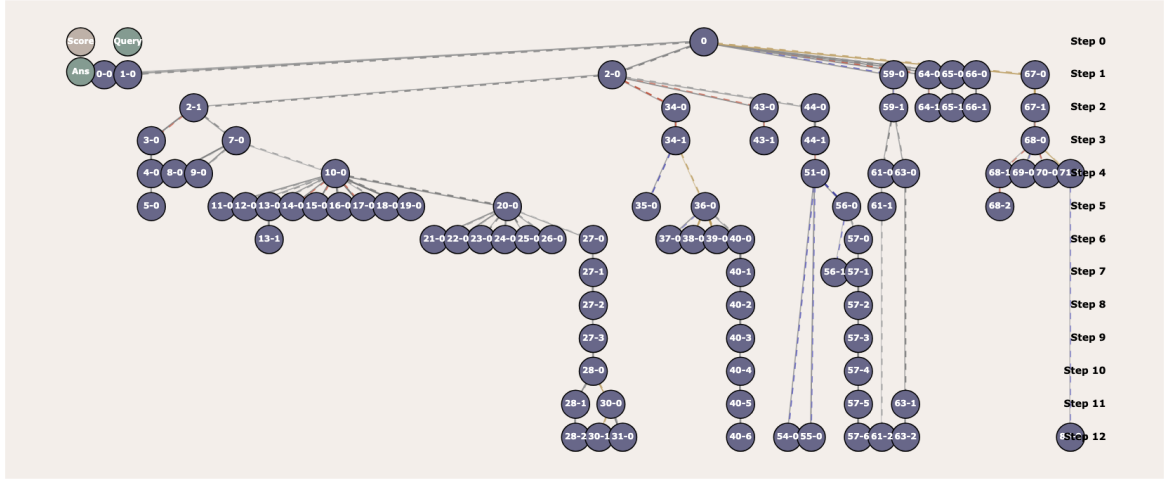 Score Query 0 Step 0
Ans 0-0 1-0 2-0 59-0 64-0 65-0 66-0 67-0 Step 1
2-1 34-0 43-0 44-0 59-1 64-1 65-1 66-1 67-1 Step 2
3-0 7-0 34-1 43-1 44-1 68-0 Step 3
4-0 8-0 9-0 10-0 51-0 61-0 63-0 68-1 69-0 70-0 71 Step 4
5-0 11-0 12-0 13-0 14-0 15-0 16-0 17-0 18-0 19-0 20-0 35-0 36-0 56-0 61-1 68-2 Step 5
13-1 21-0 22-0 23-0 24-0 25-0 26-0 27-0 37-0 38-0 39-0 40-0 57-0 Step 6
27-1 40-1 56-1 57-1 Step 7
27-2 40-2 57-2 Step 8
27-3 40-3 57-3 Step 9
28-0 40-4 57-4 Step 10
28-1 30-0 40-5 57-5 63-1 Step 11
28-2 30-1 31-0 40-6 54-0 55-0 57-6 61-2 63-2 Step 12